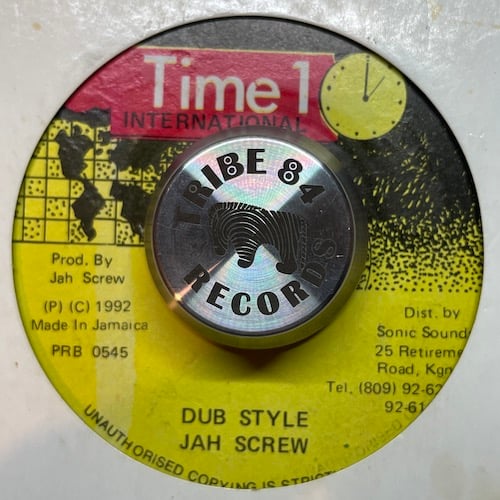 Time 1
INTERNATIONAL
TRIBE 84
RECORDS
Prod. By
Jah Screw
(P) (C) 1992
Made In Jamaica
PRB 0545
Dist. by
Sonic Sound
25 Retireme
Road, Kgn
Tel. (809) 92-62
92-61
DUB STYLE
JAH SCREW
UNAUTHORISED COPYING IS STRICT